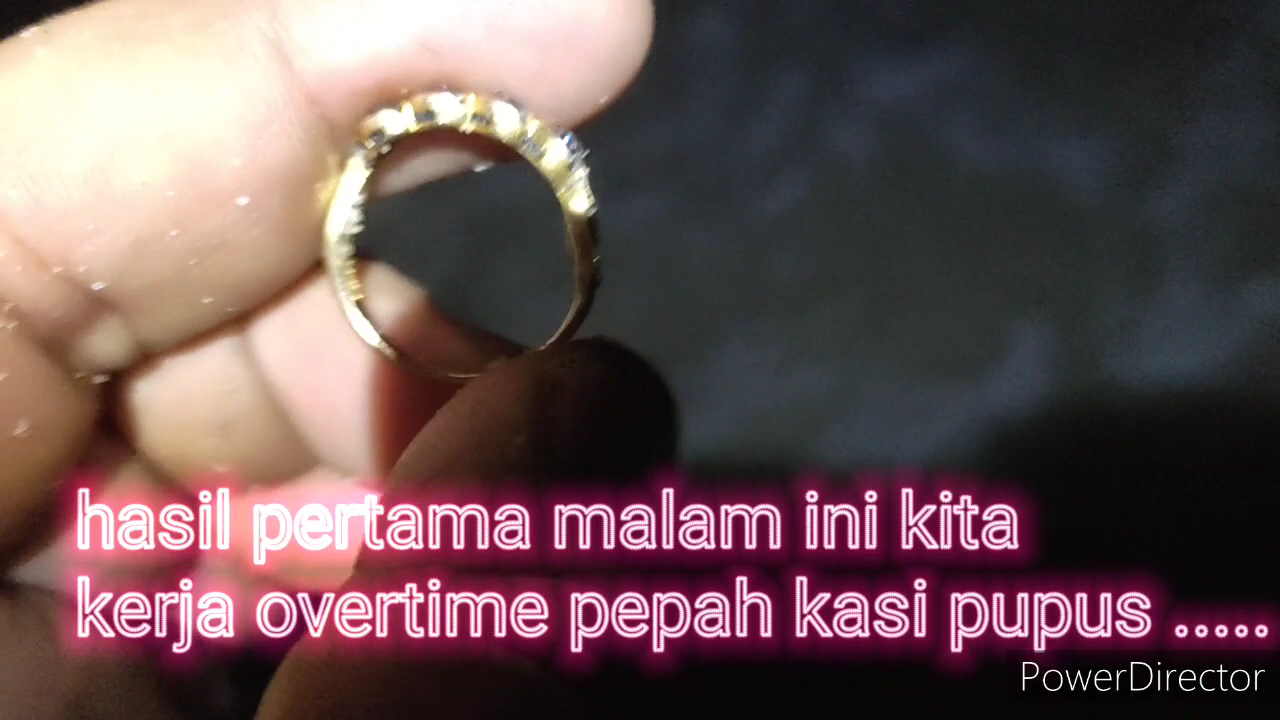 hasil pertama malam ini kita
kerja overtime pepah kasi pupus .....
PowerDirector